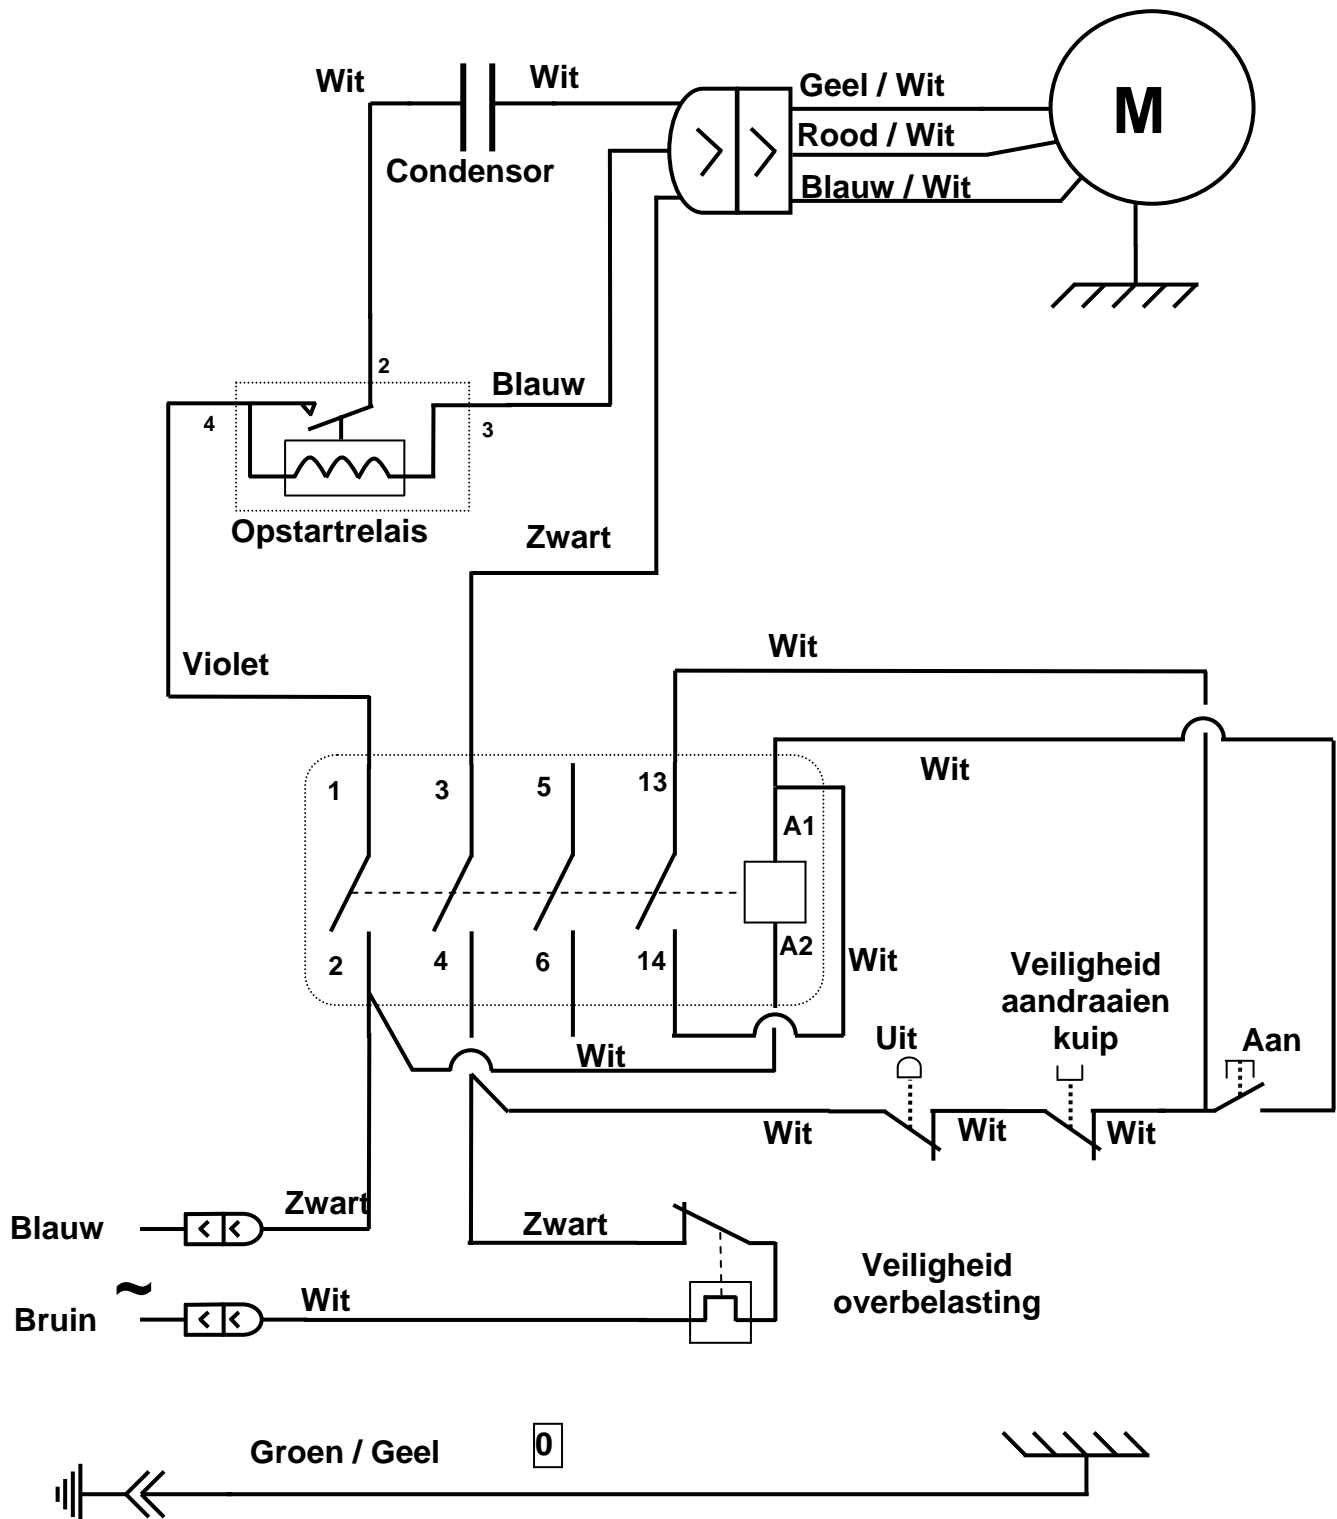 Wit
Wit
Geel / Wit
M
Rood / Wit
Condensor
Blauw / Wit
2
Blauw
4
3
Opstartrelais
Zwart
Wit
Violet
Wit
1
3
5
13
A1
2
4
6
14
A2
Wit
Veiligheid
aandraaien
kuip
Uit
Aan
Wit
Wit
Wit
Wit
Zwart
Blauw
Zwart
~
Veiligheid
overbelasting
Wit
Bruin
Groen / Geel
0